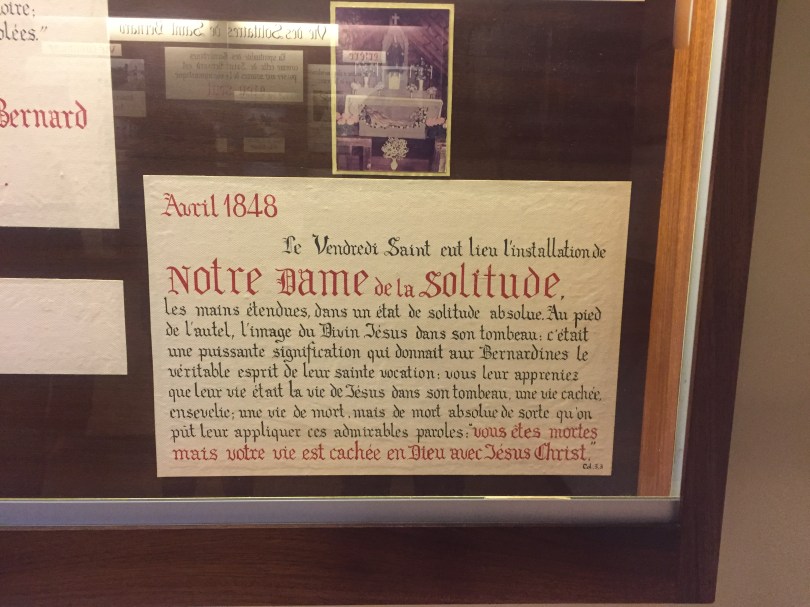 oire;
olées."
Bernard
Vie des Solitaires de Saint Bernard
Avril 1848
Le Vendredi Saint eut lieu l'installation de
Notre Dame de la Solitude,
les mains étendues, dans un état de solitude absolue. Au pied
de l'autel, l'image du Divin Jésus dans son tombeau: c'était
une puissante signification qui donnait aux Bernardines le
véritable esprit de leur sainte vocation: vous leur appreniez
que leur vie était la vie de Jésus dans son tombeau, une vie cachée,
ensevelie; une vie de mort, mais de mort absolue de sorte qu'on
pût leur appliquer ces admirables paroles: "vous êtes mortes
mais votre vie est cachée en Dieu avec Jésus Christ."